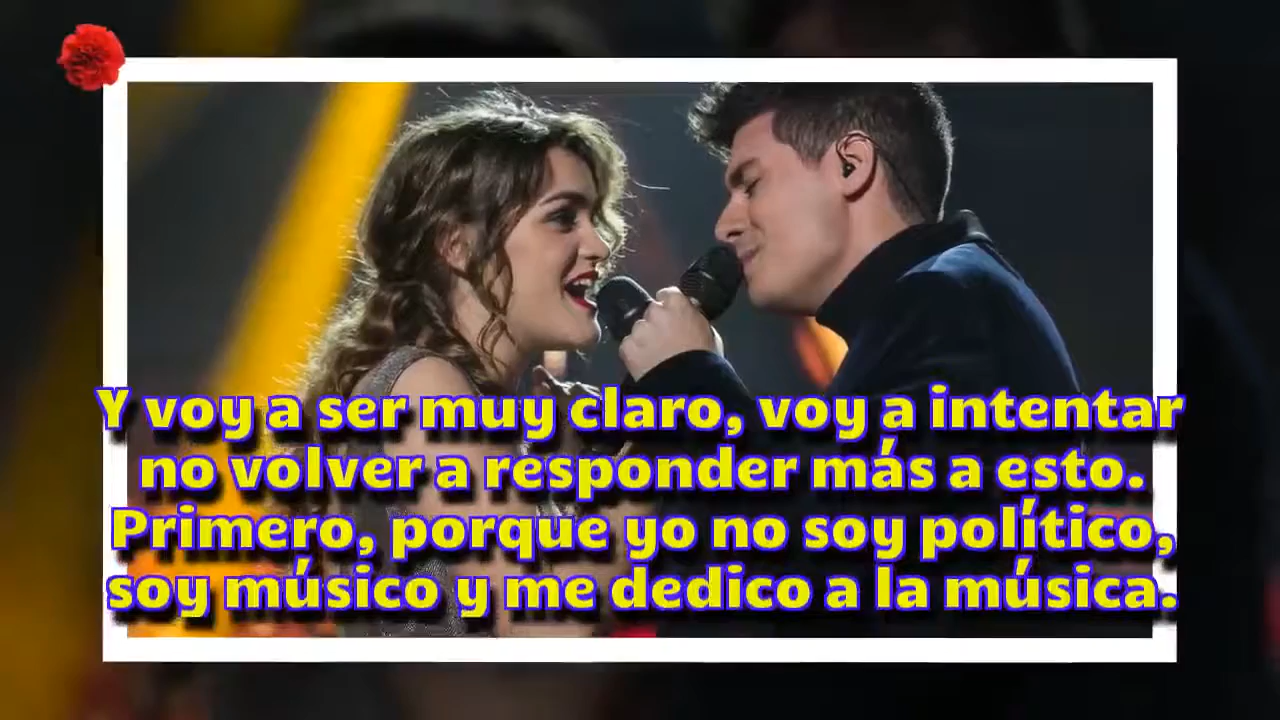 Y voy a ser muy claro, voy a intentar
no volver a responder más a esto.
Primero, porque yo no soy político,
soy músico y me dedico a la música.